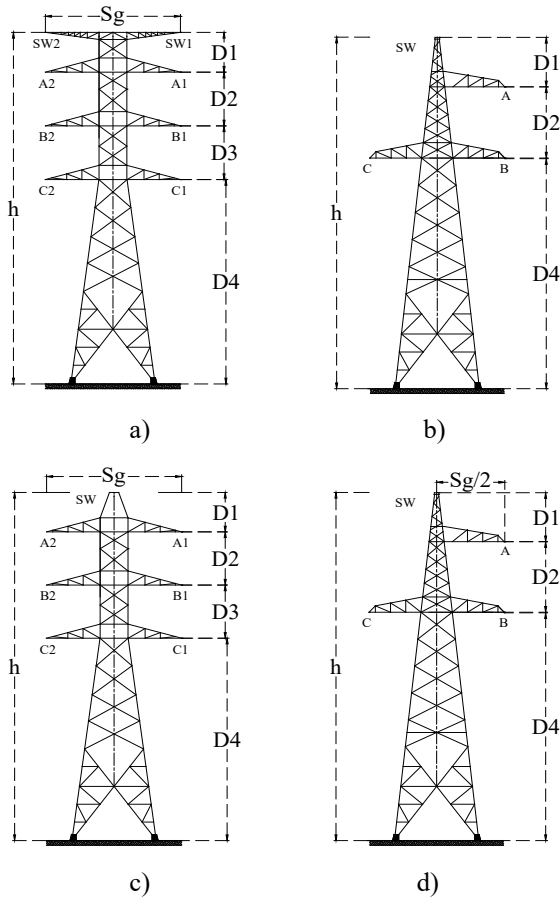 Sg
SW2 SW1
D1
A2 A1
D2
B2 B1
D3
C2 C1
h
D4
a)
SW
D1
A
D2
C B
h
D4
b)
Sg
SW
D1
A2 A1
D2
B2 B1
D3
C2 C1
h
D4
c)
Sg/2
SW
D1
A
D2
C B
h
D4
d)